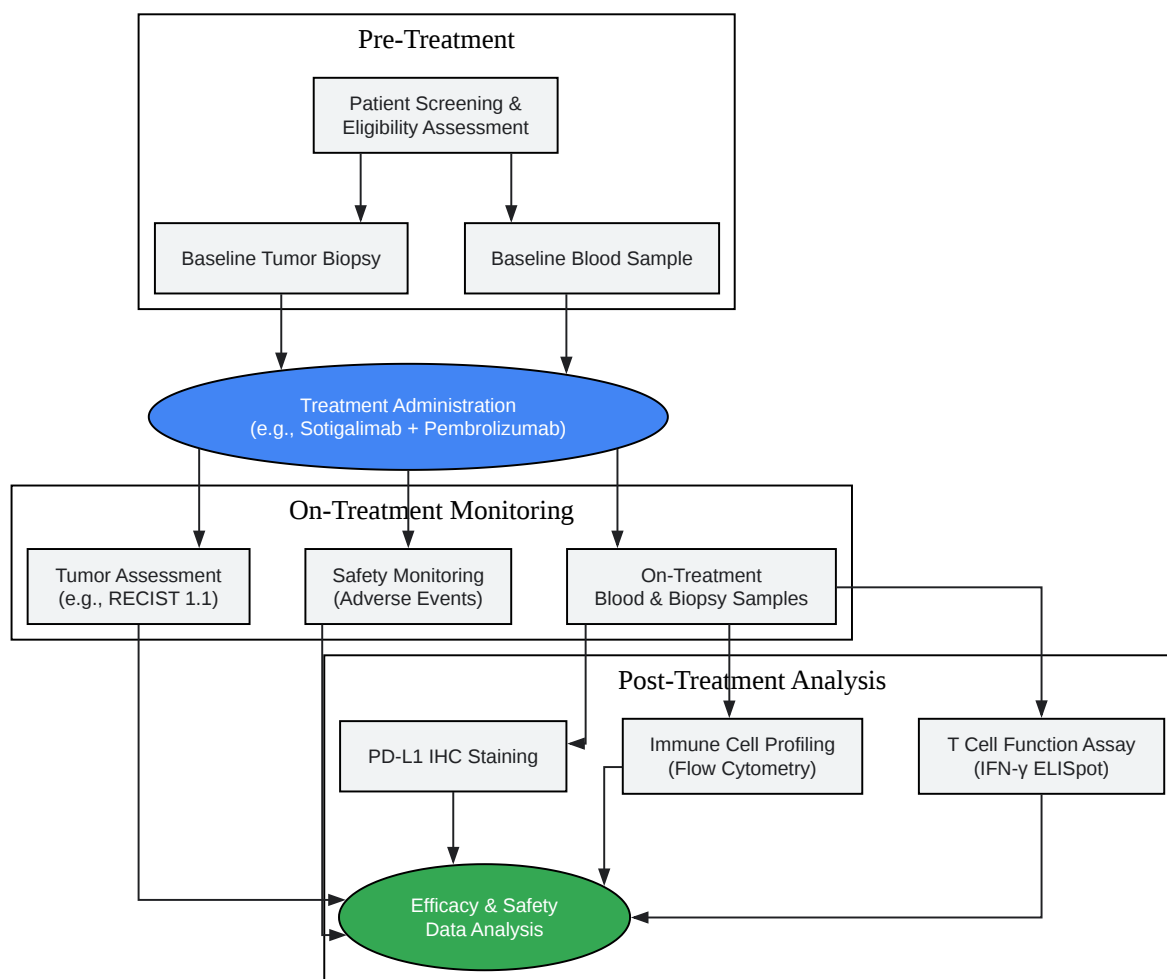 Pre-Treatment
Patient Screening &
Eligibility Assessment
Baseline Tumor Biopsy
Baseline Blood Sample
Treatment Administration
(e.g., Sotigalimab + Pembrolizumab)
On-Treatment Monitoring
Tumor Assessment
(e.g., RECIST 1.1)
Safety Monitoring
(Adverse Events)
On-Treatment
Blood & Biopsy Samples
Post-Treatment Analysis
PD-L1 IHC Staining
Immune Cell Profiling
(Flow Cytometry)
T Cell Function Assay
(IFN-γ ELISpot)
Efficacy & Safety
Data Analysis